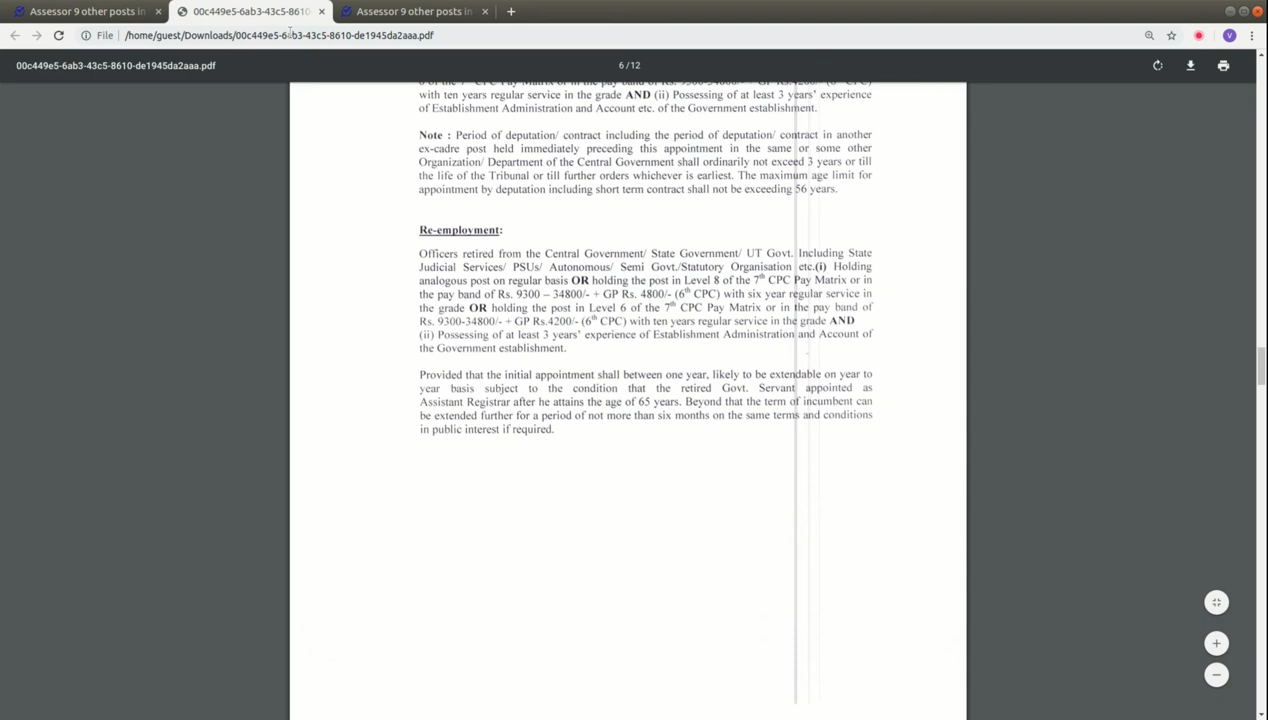 Assessor 9 other posts in
00c449e5-6ab3-43c5-8610
Assessor 9 other posts in
File
/home/guest/Downloads/00c449e5-6ab3-43c5-8610-de1945da2aaa.pdf
V
00c449e5-6ab3-43c5-8610-de1945da2aaa.pdf
6 / 12
with ten years regular service in the grade AND (ii) Possessing of at least 3 years' experience
of Establishment Administration and Account etc. of the Government establishment.
Note : Period of deputation/ contract including the period of deputation/ contract in another
ex-cadre post held immediately preceding this appointment in the same or some other
Organization/ Department of the Central Government shall ordinarily not exceed 3 years or till
the life of the Tribunal or till further orders whichever is earliest. The maximum age limit for
appointment by deputation including short term contract shall not be exceeding 56 years.
Re-employment:
Officers retired from the Central Government/ State Government/ UT Govt. Including State
Judicial Services/ PSUs/ Autonomous/ Semi Govt./Statutory Organisation etc.(i) Holding
analogous post on regular basis OR holding the post in Level 8 of the 7th CPC Pay Matrix or in
the pay band of Rs. 9300 – 34800/- + GP Rs. 4800/- (6th CPC) with six year regular service in
the grade OR holding the post in Level 6 of the 7th CPC Pay Matrix or in the pay band of
Rs. 9300-34800/- + GP Rs.4200/- (6th CPC) with ten years regular service in the grade AND
(ii) Possessing of at least 3 years' experience of Establishment Administration and Account of
the Government establishment.
Provided that the initial appointment shall between one year, likely to be extendable on year to
year basis subject to the condition that the retired Govt. Servant appointed as
Assistant Registrar after he attains the age of 65 years. Beyond that the term of incumbent can
be extended further for a period of not more than six months on the same terms and conditions
in public interest if required.